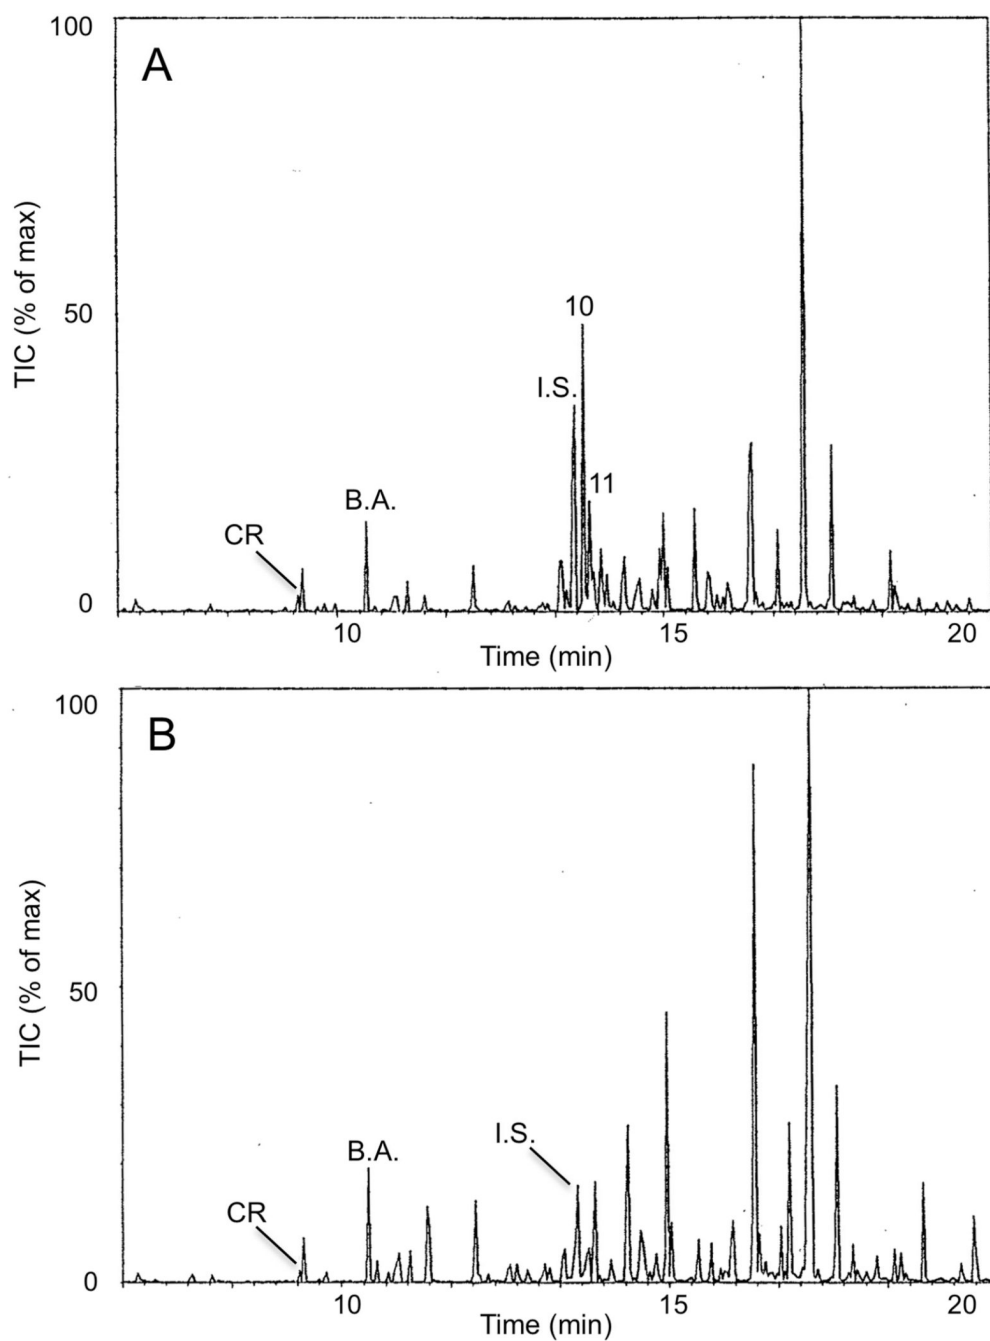 100
A
TIC (% of max)
50
10
I.S.
11
B.A.
CR
0
10
15
20
Time (min)
100
B
TIC (% of max)
50
I.S.
B.A.
CR
0
10
15
20
Time (min)